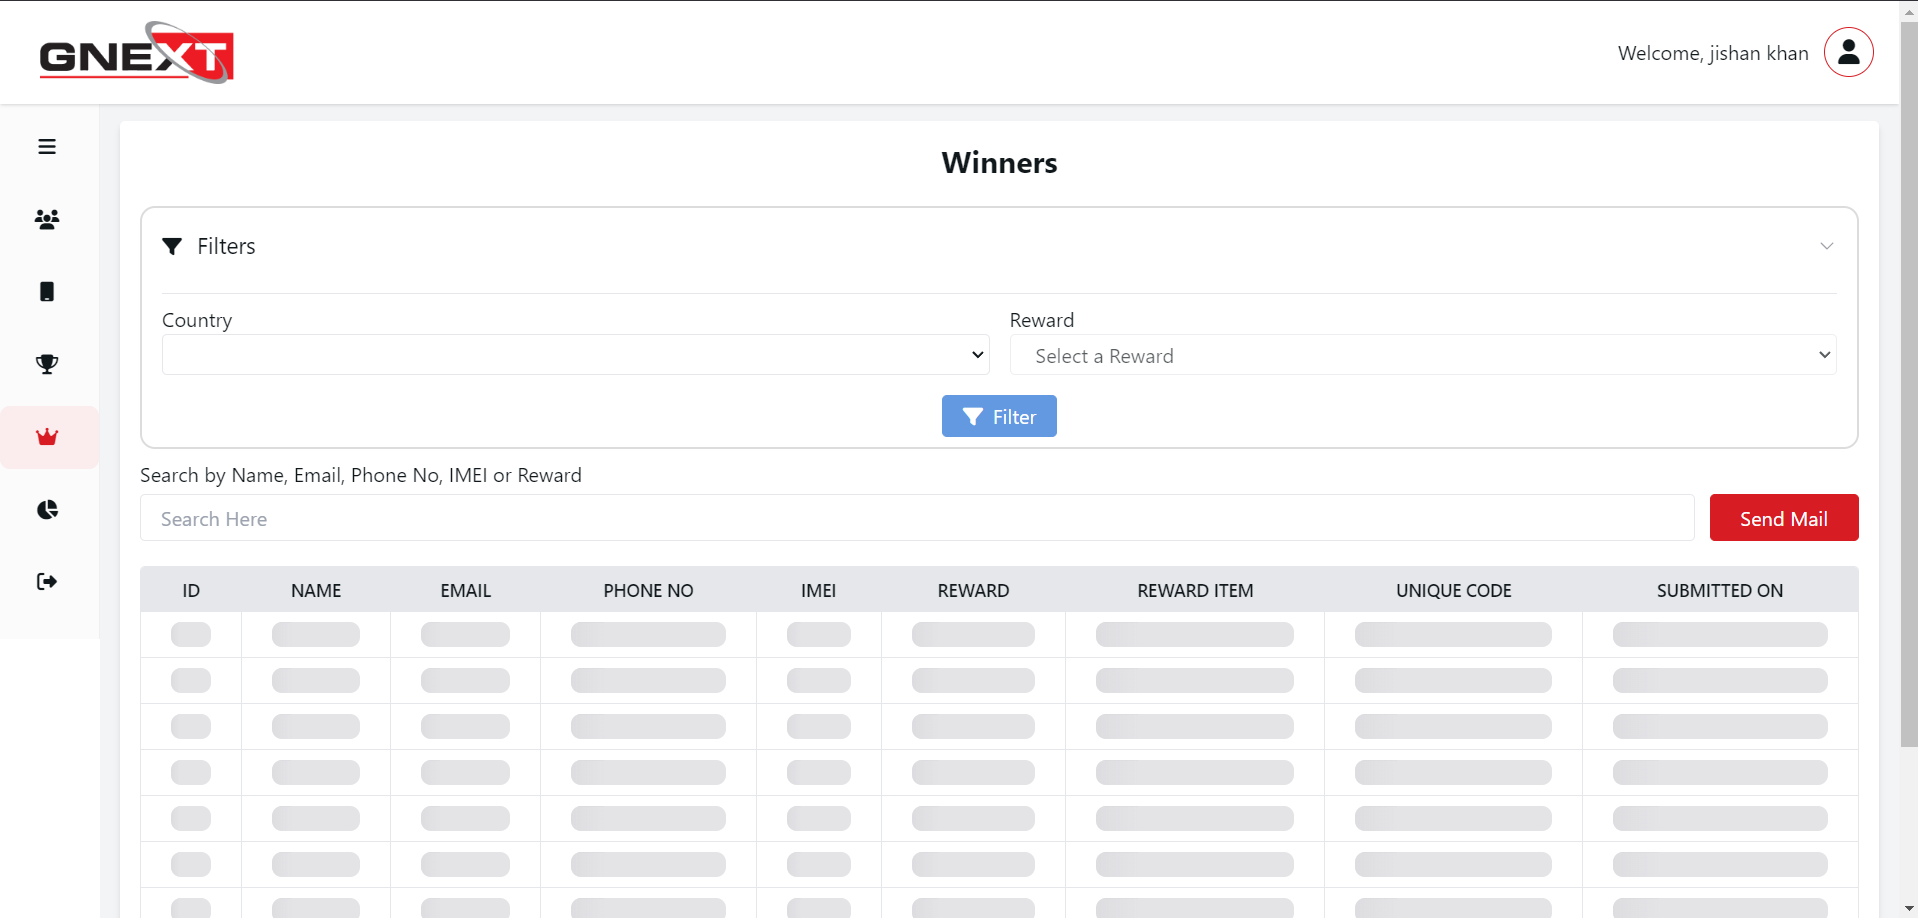 GNEXT
Welcome, jishan khan
Winners
Filters
Country
Reward
Select a Reward
Filter
Search by Name, Email, Phone No, IMEI or Reward
Search Here
Send Mail
ID NAME EMAIL PHONE NO IMEI REWARD REWARD ITEM UNIQUE CODE SUBMITTED ON